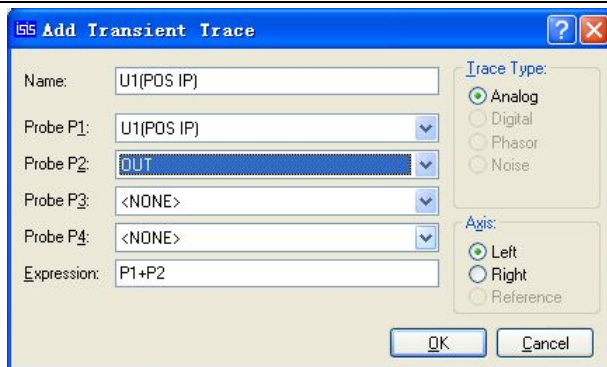 isis Add Transient Trace
Name: U1(POS IP)
Probe P1: U1(POS IP)
Probe P2: OUT
Probe P3: <NONE>
Probe P4: <NONE>
Expression: P1+P2
Trace Type:
Analog
Digital
Phasor
Noise
Axis:
Left
Right
Reference
OK Cancel